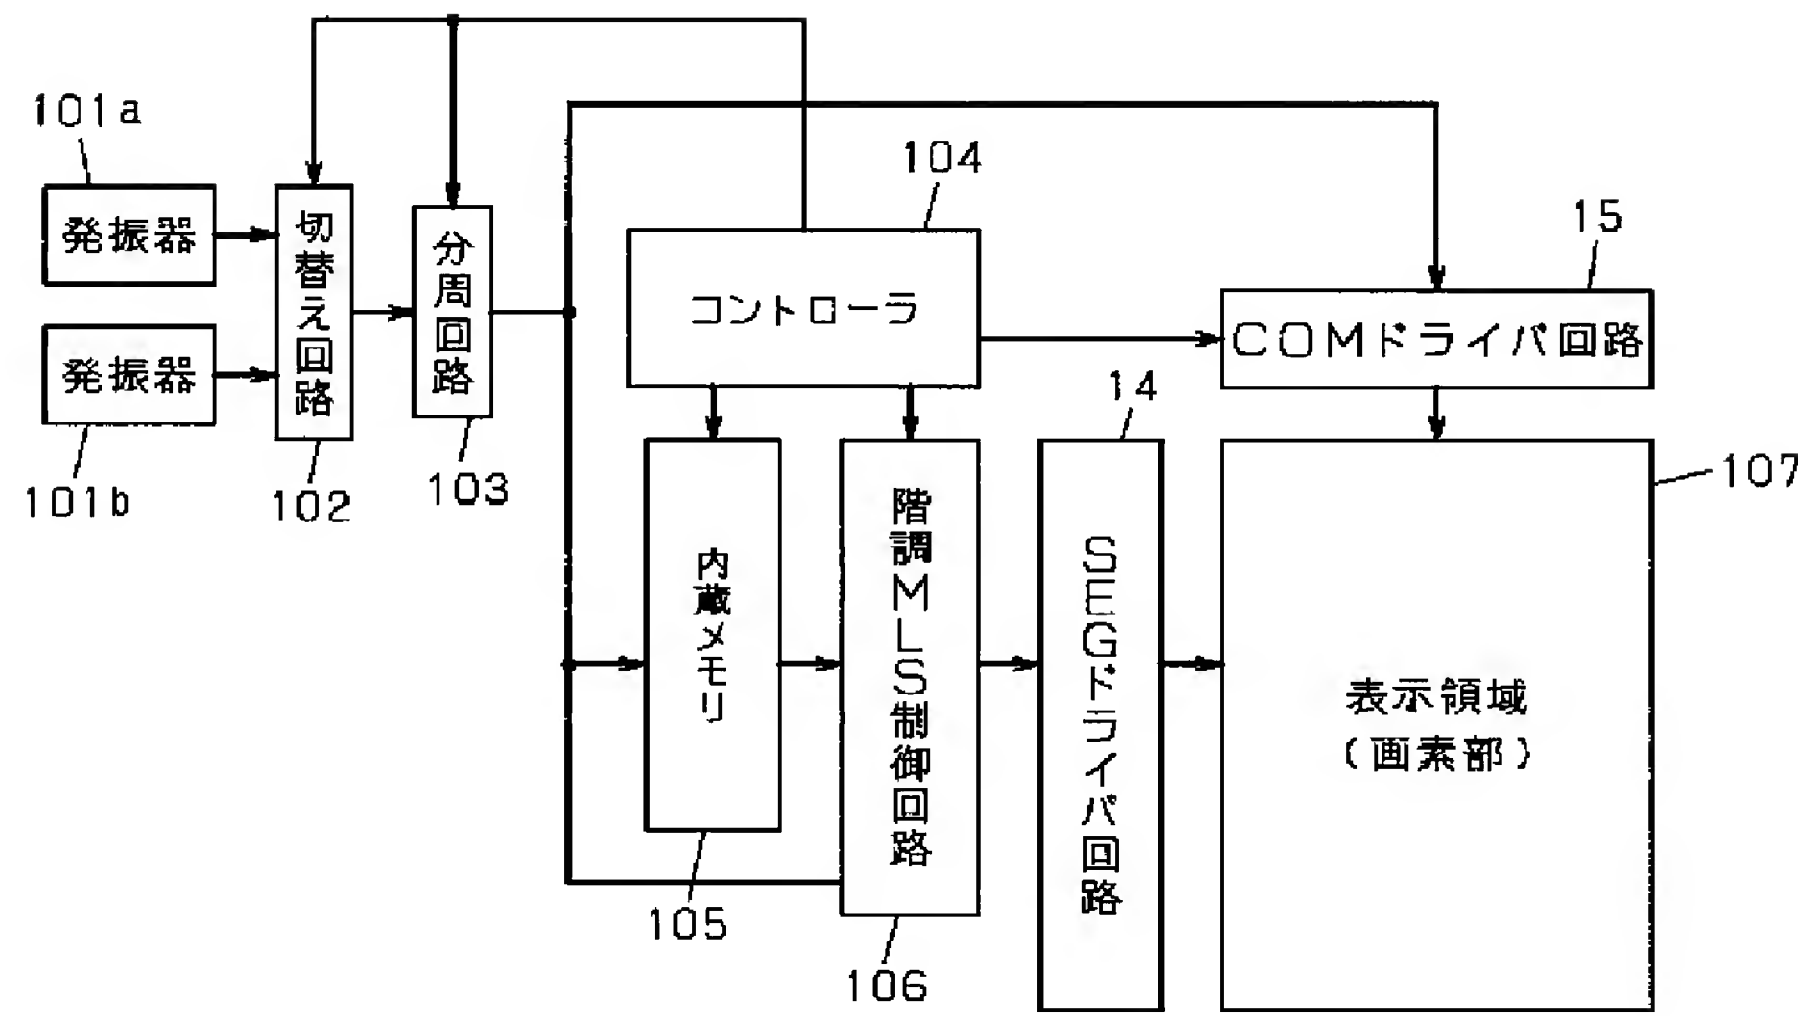 101a
発振器
発振器
101b
切替え回路
102
分周回路
103
104
コントローラ
15
COMドライバ回路
内蔵メモリ
105
階調MLS制御回路
106
14
SEGドライバ回路
107
表示領域
(画素部)